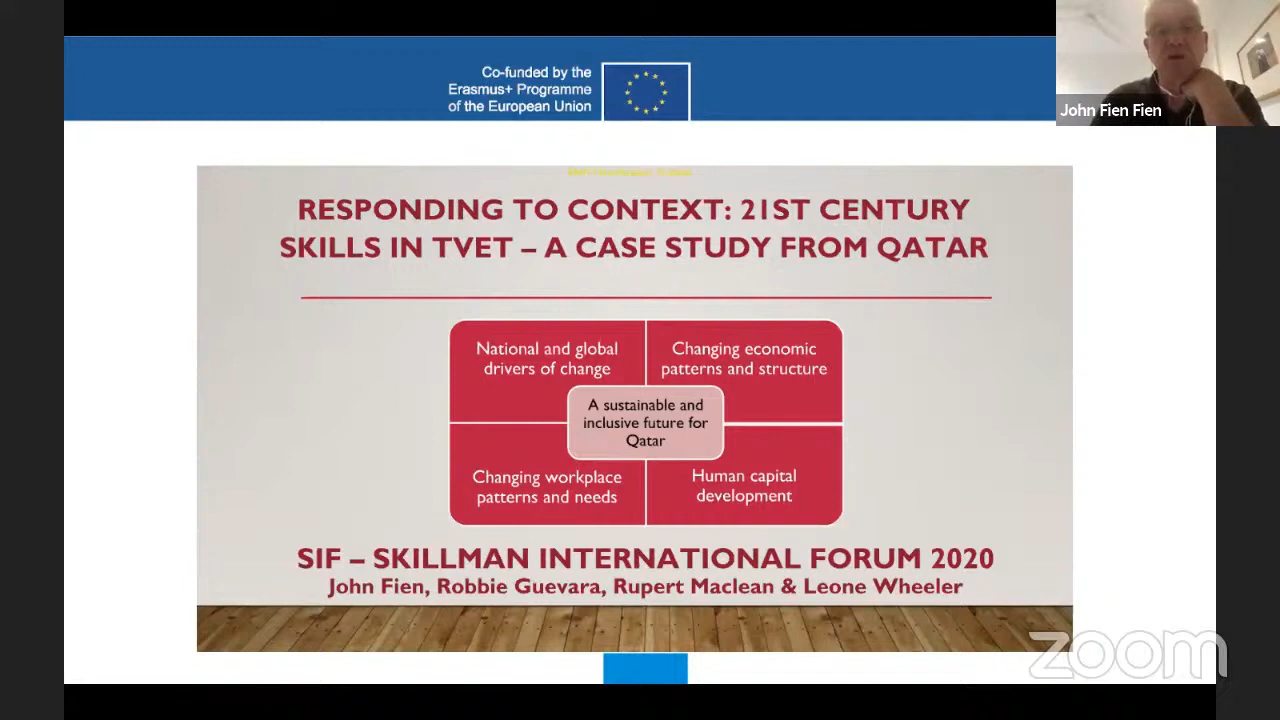 Co-funded by the
Erasmus+ Programme
of the European Union
John Fien Fien
RESPONDING TO CONTEXT: 21ST CENTURY
SKILLS IN TVET – A CASE STUDY FROM QATAR
National and global
drivers of change
Changing economic
patterns and structure
A sustainable and
inclusive future for
Qatar
Changing workplace
patterns and needs
Human capital
development
SIF – SKILLMAN INTERNATIONAL FORUM 2020
John Fien, Robbie Guevara, Rupert Maclean & Leone Wheeler
zoom